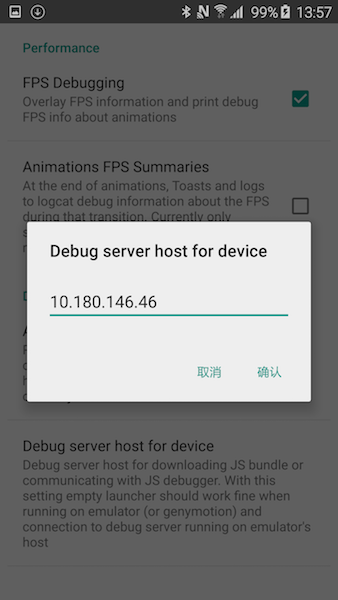 99% 13:57
Performance
FPS Debugging
Overlay FPS information and print debug
FPS info about animations
Animations FPS Summaries
At the end of animations, Toasts and logs
to logcat debug information about the FPS
during that transition. Currently only
Debug server host for device
10.180.146.46
取消 确认
Debug server host for device
Debug server host for downloading JS bundle or
communicating with JS debugger. With this
setting empty launcher should work fine when
running on emulator (or genymotion) and
connection to debug server running on emulator's
host